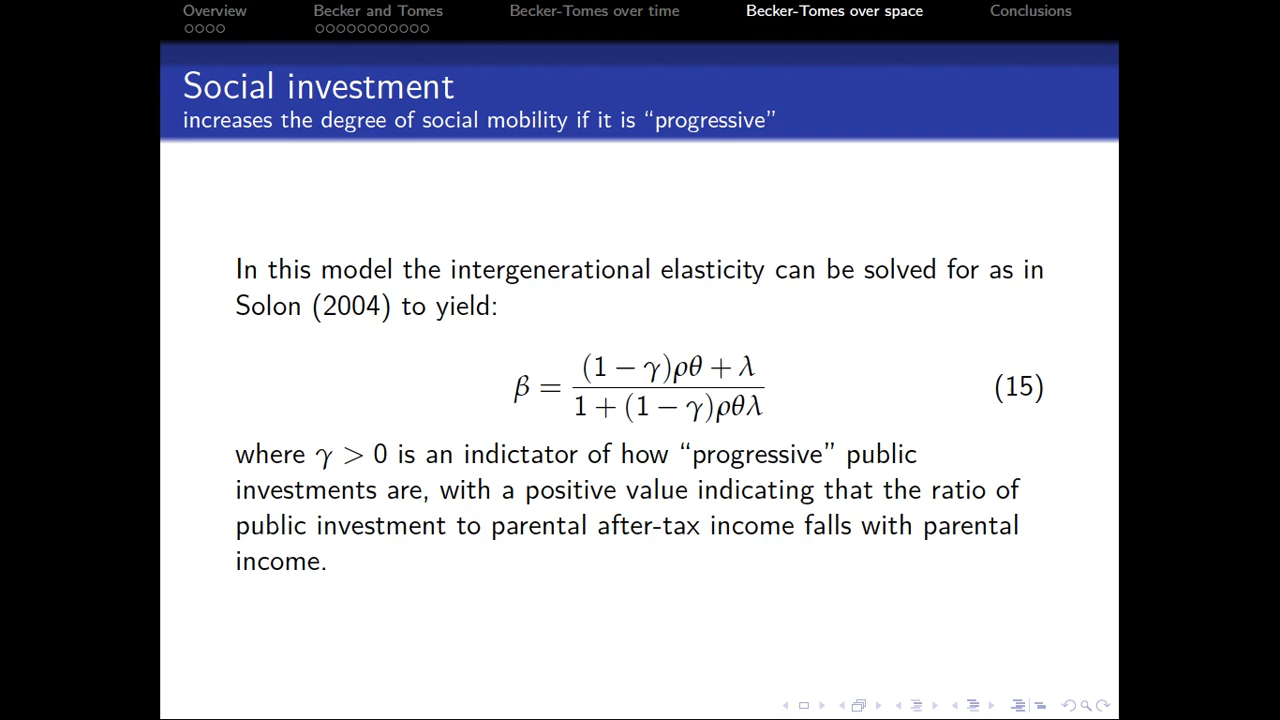 Overview Becker and Tomes Becker-Tomes over time Becker-Tomes over space Conclusions
Social investment
increases the degree of social mobility if it is “progressive”
In this model the intergenerational elasticity can be solved for as in
Solon (2004) to yield:
β = \frac{(1 − γ)ρθ + λ}{1 + (1 − γ)ρθλ} (15)
where γ > 0 is an indictator of how “progressive” public
investments are, with a positive value indicating that the ratio of
public investment to parental after-tax income falls with parental
income.